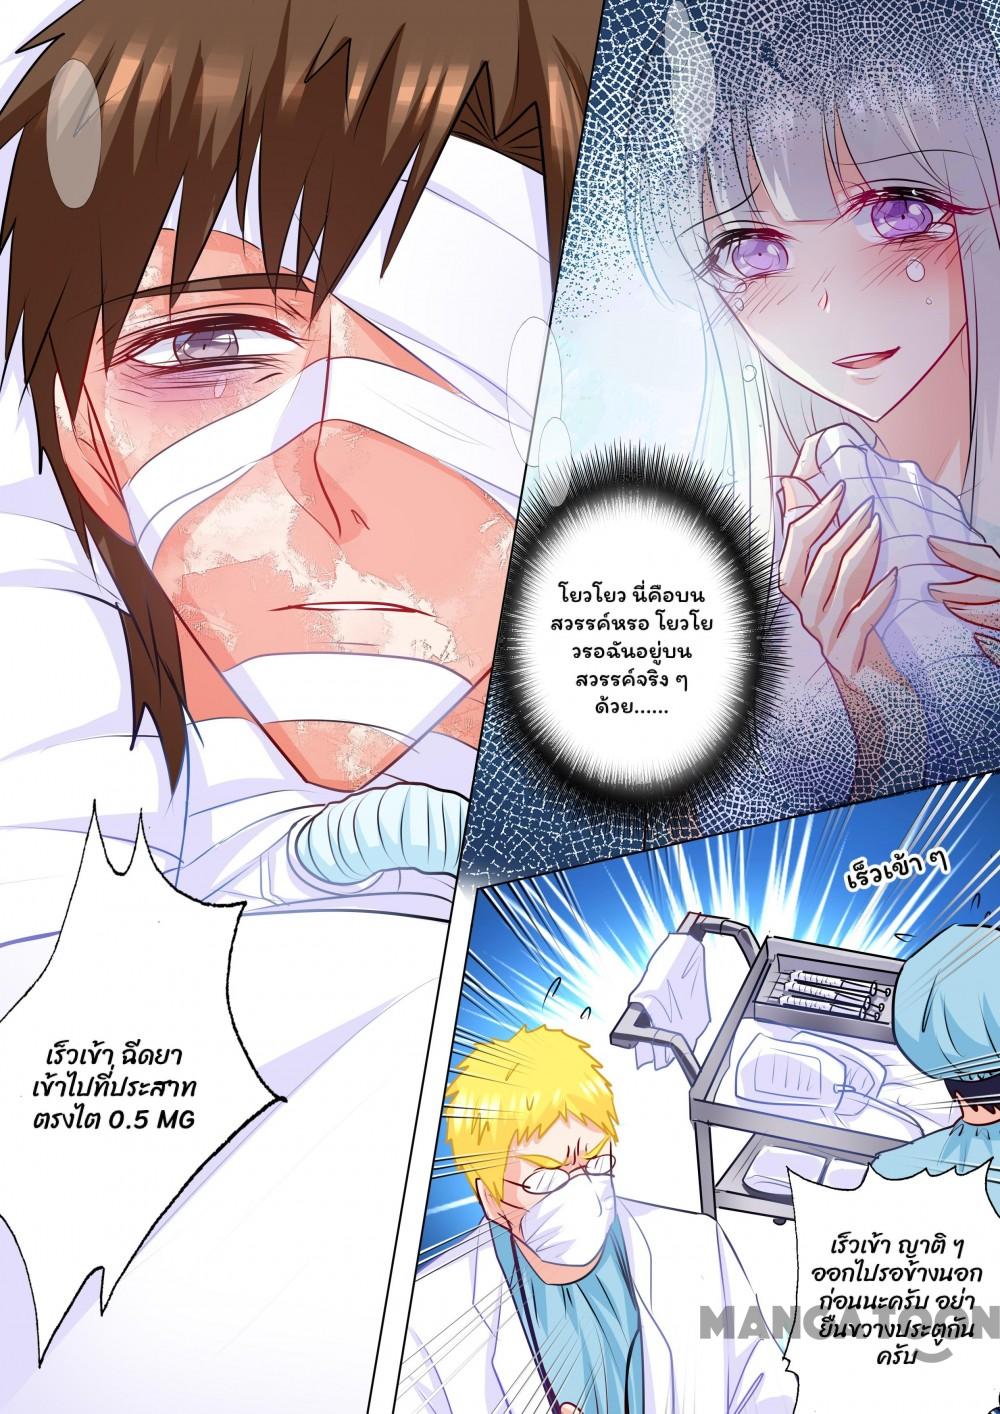 โยวโยว นี่คือบน
สวรรค์หรอ โยวโย
วรอฉันอยู่บน
สวรรค์จริง ๆ
ด้วย......
เร็วเข้า ๆ
เร็วเข้า ฉีดยา
เข้าไปที่ประสาท
ตรงไต 0.5 MG
เร็วเข้า ญาติ ๆ
ออกไปรอข้างนอก
ก่อนนะครับ อย่า
ยืนขวางประตูกัน
ครับ
MANGATOON